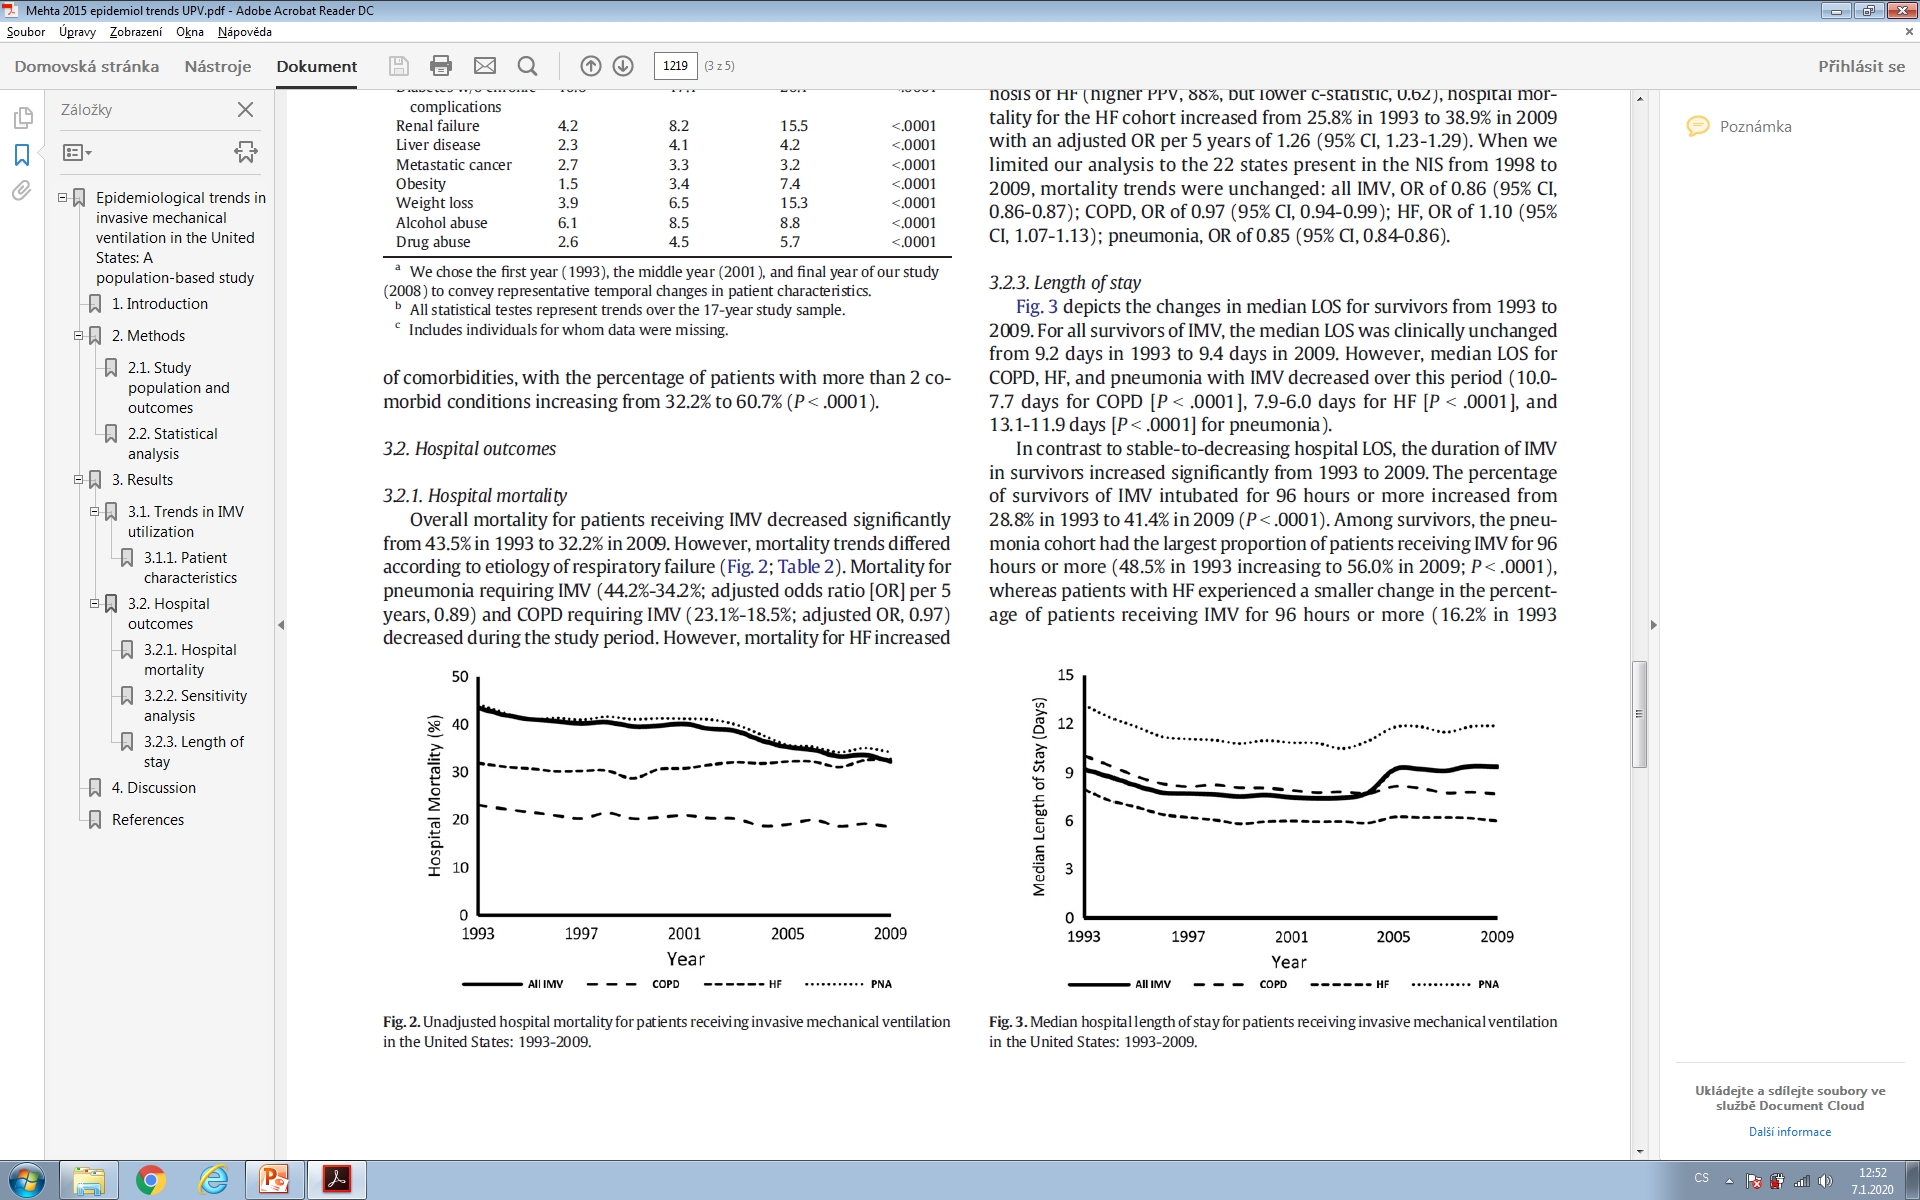 Mehta 2015 epidemiol trends UPV.pdf - Adobe Acrobat Reader DC
Soubor Úpravy Zobrazení Okna Nápověda
Domovská stránka Nástroje Dokument 1219 (3 z 5) Přihlásit se
Záložky
Epidemiological trends in
invasive mechanical
ventilation in the United
States: A
population-based study
1. Introduction
2. Methods
2.1. Study
population and
outcomes
2.2. Statistical
analysis
3. Results
3.1. Trends in IMV
utilization
3.1.1. Patient
characteristics
3.2. Hospital
outcomes
3.2.1. Hospital
mortality
3.2.2. Sensitivity
analysis
3.2.3. Length of
stay
4. Discussion
References
Diabetes w/o chronic
complications
Renal failure 4.2 8.2 15.5 <.0001
Liver disease 2.3 4.1 4.2 <.0001
Metastatic cancer 2.7 3.3 3.2 <.0001
Obesity 1.5 3.4 7.4 <.0001
Weight loss 3.9 6.5 15.3 <.0001
Alcohol abuse 6.1 8.5 8.8 <.0001
Drug abuse 2.6 4.5 5.7 <.0001
a We chose the first year (1993), the middle year (2001), and final year of our study
(2008) to convey representative temporal changes in patient characteristics.
b All statistical testes represent trends over the 17-year study sample.
c Includes individuals for whom data were missing.
of comorbidities, with the percentage of patients with more than 2 co-
morbid conditions increasing from 32.2% to 60.7% (P < .0001).
3.2. Hospital outcomes
3.2.1. Hospital mortality
Overall mortality for patients receiving IMV decreased significantly
from 43.5% in 1993 to 32.2% in 2009. However, mortality trends differed
according to etiology of respiratory failure (Fig. 2; Table 2). Mortality for
pneumonia requiring IMV (44.2%-34.2%; adjusted odds ratio [OR] per 5
years, 0.89) and COPD requiring IMV (23.1%-18.5%; adjusted OR, 0.97)
decreased during the study period. However, mortality for HF increased
50
40
30
20
10
0
Hospital Mortality (%)
1993 1997 2001 2005 2009
Year
All IMV COPD HF PNA
Fig. 2. Unadjusted hospital mortality for patients receiving invasive mechanical ventilation
in the United States: 1993-2009.
nosis of HF (higher PPV, 88%, but lower c-statistic, 0.62), hospital mor-
tality for the HF cohort increased from 25.8% in 1993 to 38.9% in 2009
with an adjusted OR per 5 years of 1.26 (95% CI, 1.23-1.29). When we
limited our analysis to the 22 states present in the NIS from 1998 to
2009, mortality trends were unchanged: all IMV, OR of 0.86 (95% CI,
0.86-0.87); COPD, OR of 0.97 (95% CI, 0.94-0.99); HF, OR of 1.10 (95%
CI, 1.07-1.13); pneumonia, OR of 0.85 (95% CI, 0.84-0.86).
3.2.3. Length of stay
Fig. 3 depicts the changes in median LOS for survivors from 1993 to
2009. For all survivors of IMV, the median LOS was clinically unchanged
from 9.2 days in 1993 to 9.4 days in 2009. However, median LOS for
COPD, HF, and pneumonia with IMV decreased over this period (10.0-
7.7 days for COPD [P < .0001], 7.9-6.0 days for HF [P < .0001], and
13.1-11.9 days [P < .0001] for pneumonia).
In contrast to stable-to-decreasing hospital LOS, the duration of IMV
in survivors increased significantly from 1993 to 2009. The percentage
of survivors of IMV intubated for 96 hours or more increased from
28.8% in 1993 to 41.4% in 2009 (P < .0001). Among survivors, the pneu-
monia cohort had the largest proportion of patients receiving IMV for 96
hours or more (48.5% in 1993 increasing to 56.0% in 2009; P < .0001),
whereas patients with HF experienced a smaller change in the percent-
age of patients receiving IMV for 96 hours or more (16.2% in 1993
15
12
9
6
3
0
Median Length of Stay (Days)
1993 1997 2001 2005 2009
Year
All IMV COPD HF PNA
Fig. 3. Median hospital length of stay for patients receiving invasive mechanical ventilation
in the United States: 1993-2009.
Poznámka
Ukládejte a sdílejte soubory ve
službě Document Cloud
Další informace
CS
12:52
7.1.2020